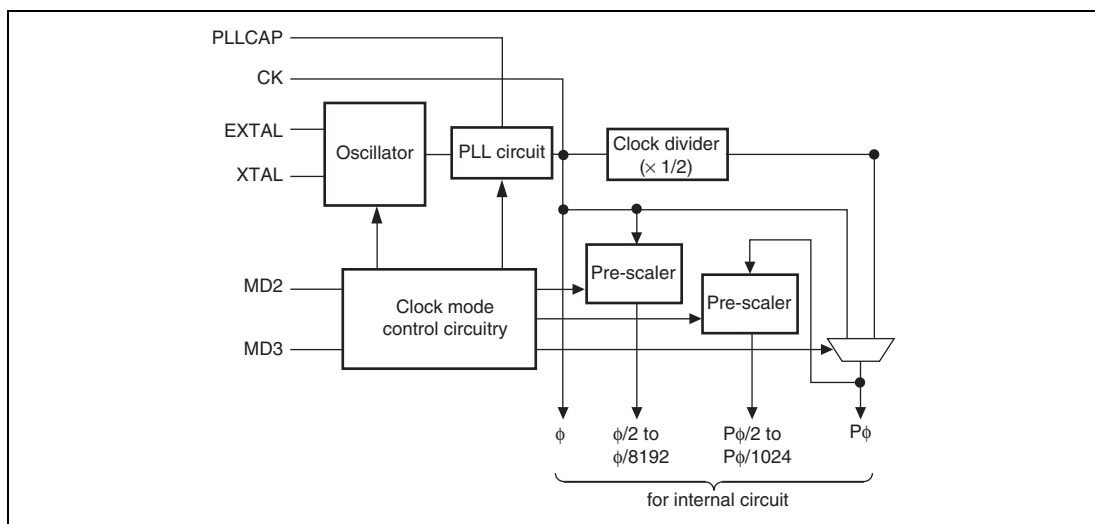 PLLCAP
CK
EXTAL
XTAL
Oscillator
PLL circuit
Clock divider
(× 1/2)
MD2
MD3
Clock mode
control circuitry
Pre-scaler
Pre-scaler
ϕ
ϕ/2 to
ϕ/8192
Pϕ/2 to
Pϕ/1024
Pϕ
for internal circuit